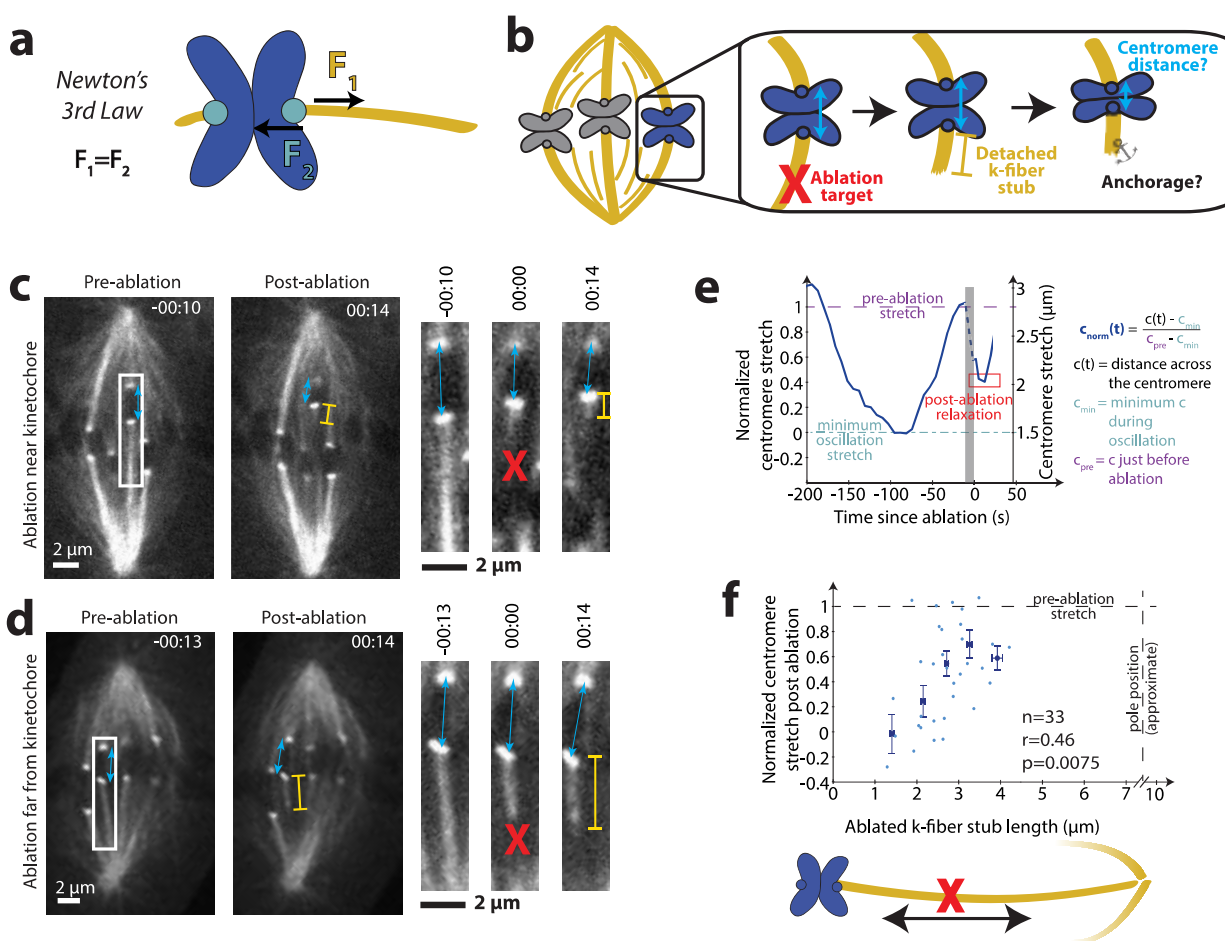 a
Newton's
3rd Law
F1=F2
F1
F2
b
Centromere
distance?
Ablation
target
Detached
k-fiber
stub
Anchorage?
c
Ablation near kinetochore
Pre-ablation
-00:10
2 μm
Post-ablation
00:14
-00:10
00:00
00:14
X
2 μm
d
Ablation far from kinetochore
Pre-ablation
-00:13
2 μm
Post-ablation
00:14
-00:13
00:00
00:14
X
2 μm
e
Normalized
centromere stretch
1
0.8
0.6
0.4
0.2
0
-0.2
pre-ablation
stretch
post-ablation
relaxation
minimum
oscillation
stretch
3
2.5
2
1.5
Centromere stretch (μm)
-200
-150
-100
-50
0
50
Time since ablation (s)
cnorm(t) = c(t) - cmin
cpre - cmin
c(t) = distance across
the centromere
cmin = minimum c
during
oscillation
cpre = c just before
ablation
f
Normalized centromere
stretch post ablation
1
0.8
0.6
0.4
0.2
0
-0.2
-0.4
pre-ablation
stretch
pole position
(approximate)
n=33
r=0.46
p=0.0075
0
1
2
3
4
5
6
7
10
Ablated k-fiber stub length (μm)
X